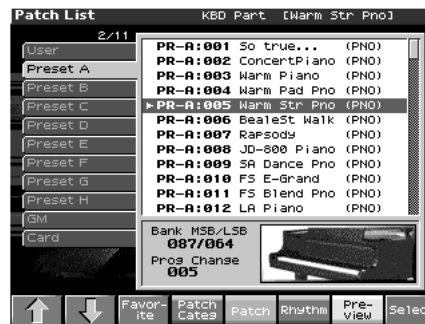 Patch List KBD Part [Warm Str Pno]
2/11
User
Preset A
Preset B
Preset C
Preset D
Preset E
Preset F
Preset G
Preset H
GM
Card
PR-A:001 So true... (PNO)
PR-A:002 ConcertPiano (PNO)
PR-A:003 Warm Piano (PNO)
PR-A:004 Warm Pad Pno (PNO)
PR-A:005 Warm Str Pno (PNO)
PR-A:006 BealeSt Walk (PNO)
PR-A:007 Rapsody (PNO)
PR-A:008 JD-800 Piano (PNO)
PR-A:009 SA Dance Pno (PNO)
PR-A:010 FS E-Grand (PNO)
PR-A:011 FS Blend Pno (PNO)
PR-A:012 LA Piano (PNO)
Bank MSB/LSB
087/064
Prog Change
005
Favor-
ite
Patch
Categ
Patch
Rhythm
Pre-
view
Selec